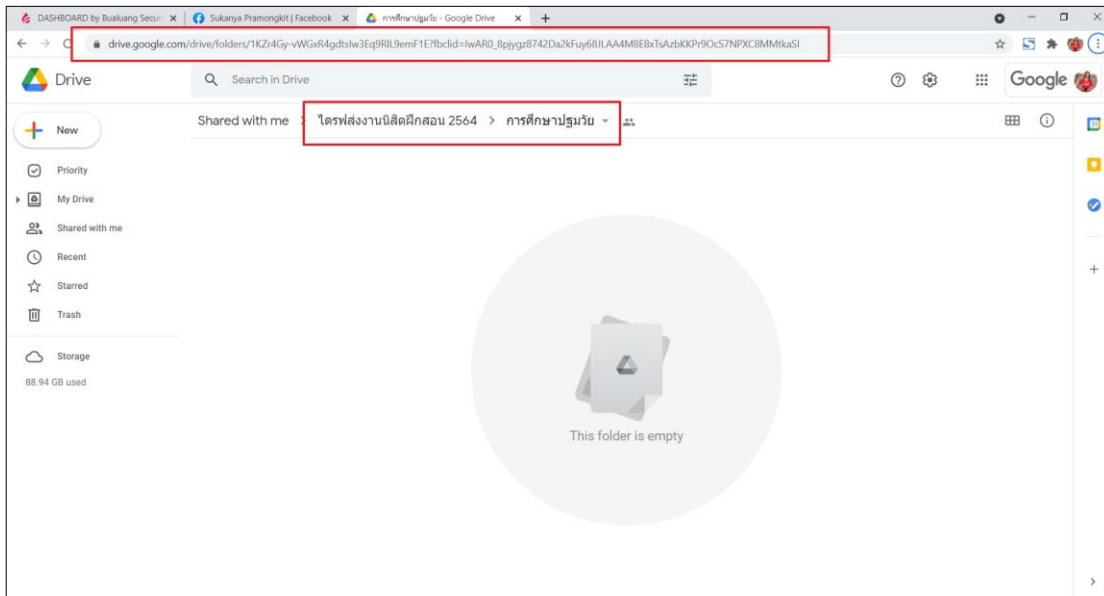 DASHBOARD by Bualuang Securi
Sukanya Pramongkit | Facebook
การศึกษาปฐมวัย - Google Drive
drive.google.com/drive/folders/1KZr4Gy-vWGxR4gdtslw3Eq9RlL9emF1E?fbclid=IwAR0_8pjygz8742Da2kFuy68JLAA4M8E8xTsAzbKKPr9OcS7NPXC8MMtkaSI
Drive
Search in Drive
Google
New
Shared with me > ไดรฟส่งงานนิสิตฝึกสอน 2564 > การศึกษาปฐมวัย
Priority
My Drive
Shared with me
Recent
Starred
Trash
Storage
88.94 GB used
This folder is empty